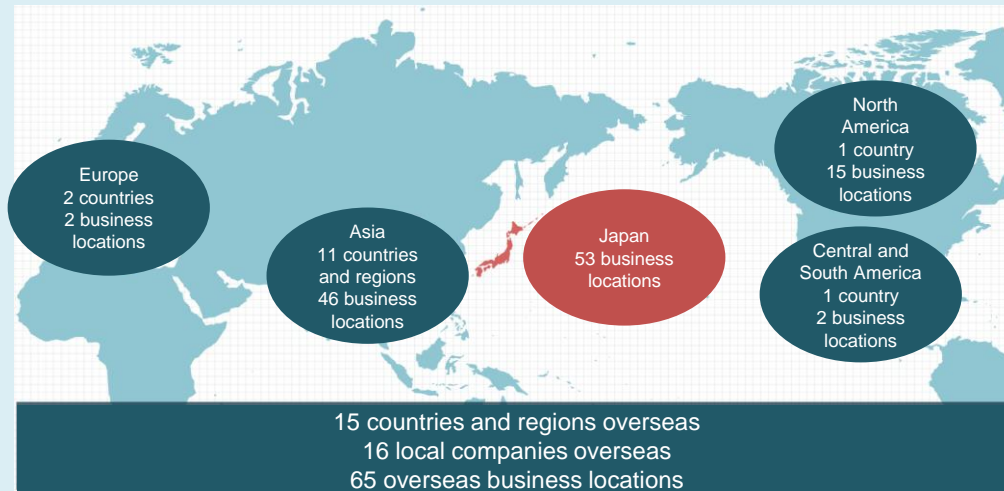 North
America
1 country
15 business
locations
Europe
2 countries
2 business
locations
Asia
11 countries
and regions
46 business
locations
Japan
53 business
locations
Central and
South America
1 country
2 business
locations
15 countries and regions overseas
16 local companies overseas
65 overseas business locations